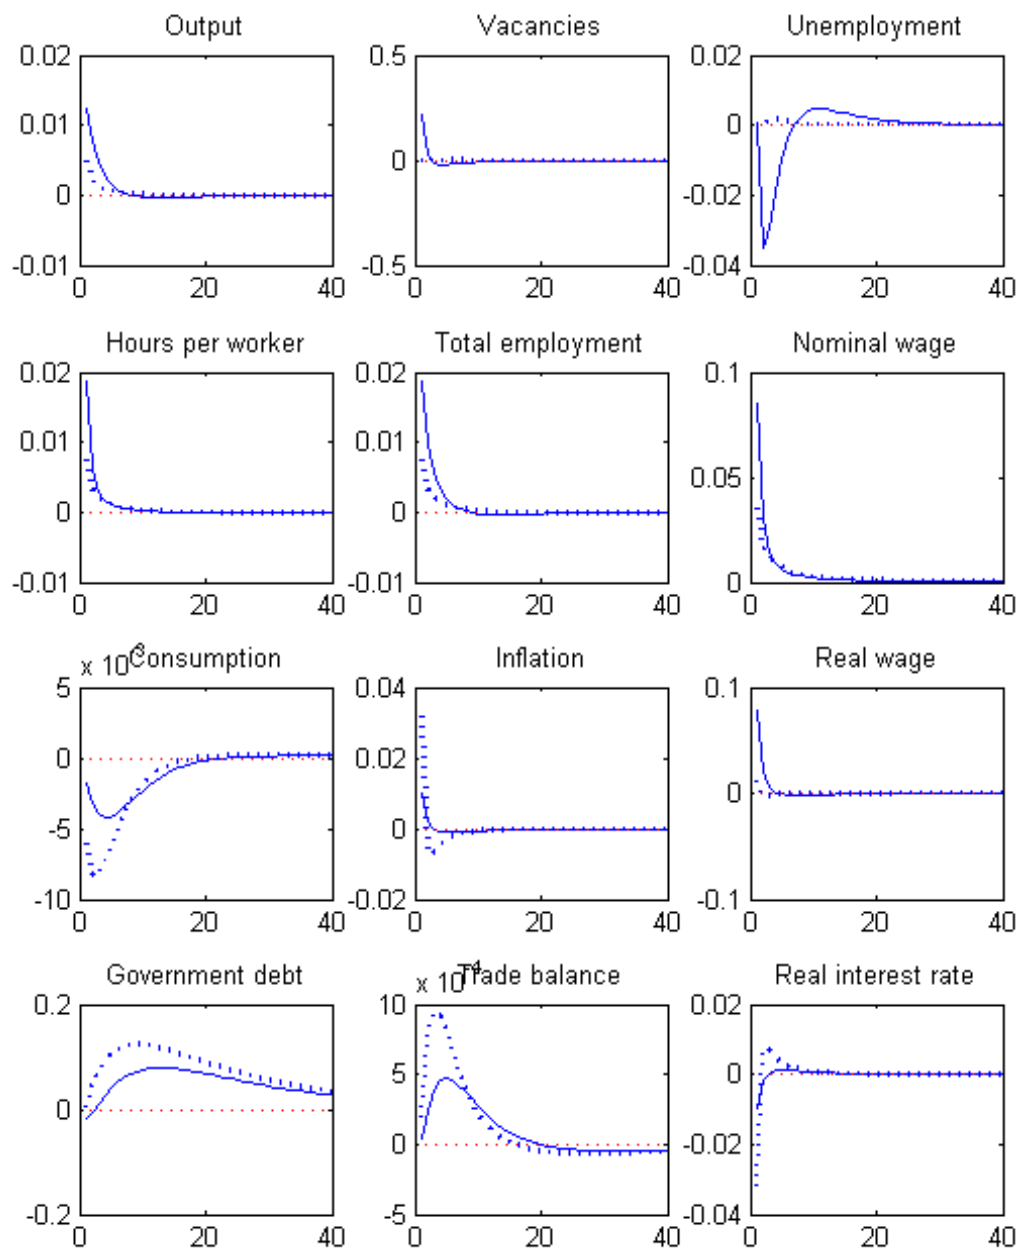 Output Vacancies Unemployment
0.02 0.5 0.02
0.01 0
0 0 -0.02
-0.01 -0.5 -0.04
0 20 40 0 20 40 0 20 40
Hours per worker Total employment Nominal wage
0.02 0.02 0.1
0.01 0.01 0.05
0 0
-0.01 -0.01 0
0 20 40 0 20 40 0 20 40
x 10 Consumption Inflation Real wage
5 0.04 0.1
0 0.02 0
-5 0
-10 -0.02 -0.1
0 20 40 0 20 40 0 20 40
Government debt x 10 Trade balance Real interest rate
0.2 10 0.02
5 0
0 0 -0.02
-0.2 -5 -0.04
0 20 40 0 20 40 0 20 40